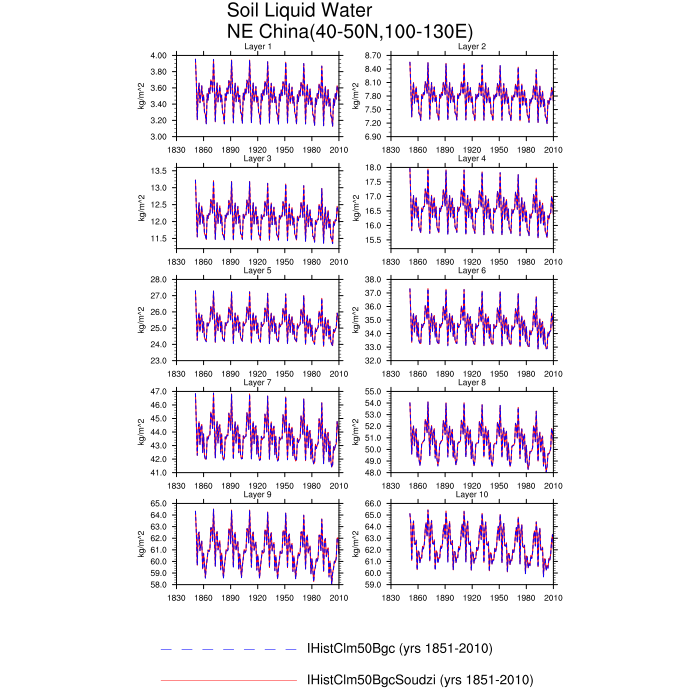 Soil Liquid Water
NE China(40-50N,100-130E)
Layer 1
4.00
3.80
3.60
3.40
3.20
3.00
kg/m^2
1830 1860 1890 1920 1950 1980 2010
Layer 2
8.70
8.40
8.10
7.80
7.50
7.20
6.90
kg/m^2
1830 1860 1890 1920 1950 1980 2010
Layer 3
13.5
13.0
12.5
12.0
11.5
kg/m^2
1830 1860 1890 1920 1950 1980 2010
Layer 4
18.0
17.5
17.0
16.5
16.0
15.5
kg/m^2
1830 1860 1890 1920 1950 1980 2010
Layer 5
28.0
27.0
26.0
25.0
24.0
23.0
kg/m^2
1830 1860 1890 1920 1950 1980 2010
Layer 6
38.0
37.0
36.0
35.0
34.0
33.0
32.0
kg/m^2
1830 1860 1890 1920 1950 1980 2010
Layer 7
47.0
46.0
45.0
44.0
43.0
42.0
41.0
kg/m^2
1830 1860 1890 1920 1950 1980 2010
Layer 8
55.0
54.0
53.0
52.0
51.0
50.0
49.0
48.0
kg/m^2
1830 1860 1890 1920 1950 1980 2010
Layer 9
65.0
64.0
63.0
62.0
61.0
60.0
59.0
58.0
kg/m^2
1830 1860 1890 1920 1950 1980 2010
Layer 10
66.0
65.0
64.0
63.0
62.0
61.0
60.0
59.0
kg/m^2
1830 1860 1890 1920 1950 1980 2010
IHistClm50Bgc (yrs 1851-2010)
IHistClm50BgcSoudzi (yrs 1851-2010)